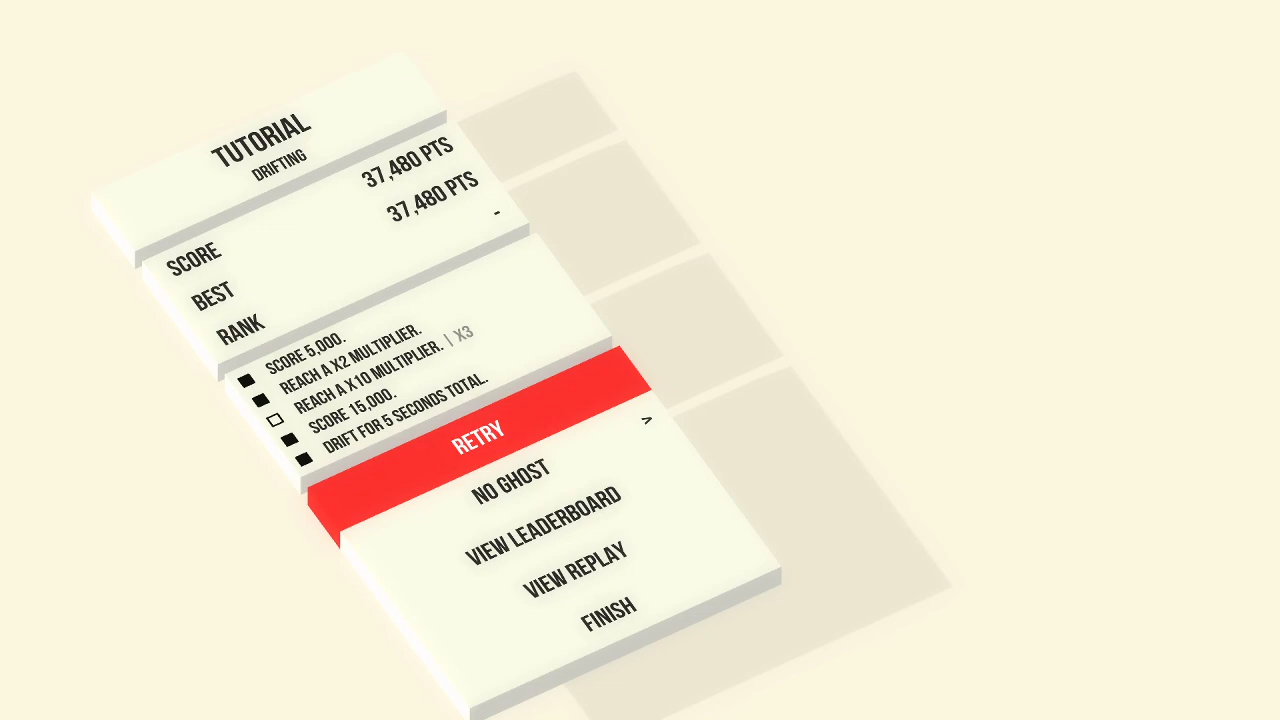 TUTORIAL
DRIFTING
SCORE 37,480 PTS
BEST 37,480 PTS
RANK -
SCORE 5,000.
REACH A X2 MULTIPLIER.
REACH A X10 MULTIPLIER. | X3
SCORE 15,000.
DRIFT FOR 5 SECONDS TOTAL.
RETRY
NO GHOST >
VIEW LEADERBOARD
VIEW REPLAY
FINISH